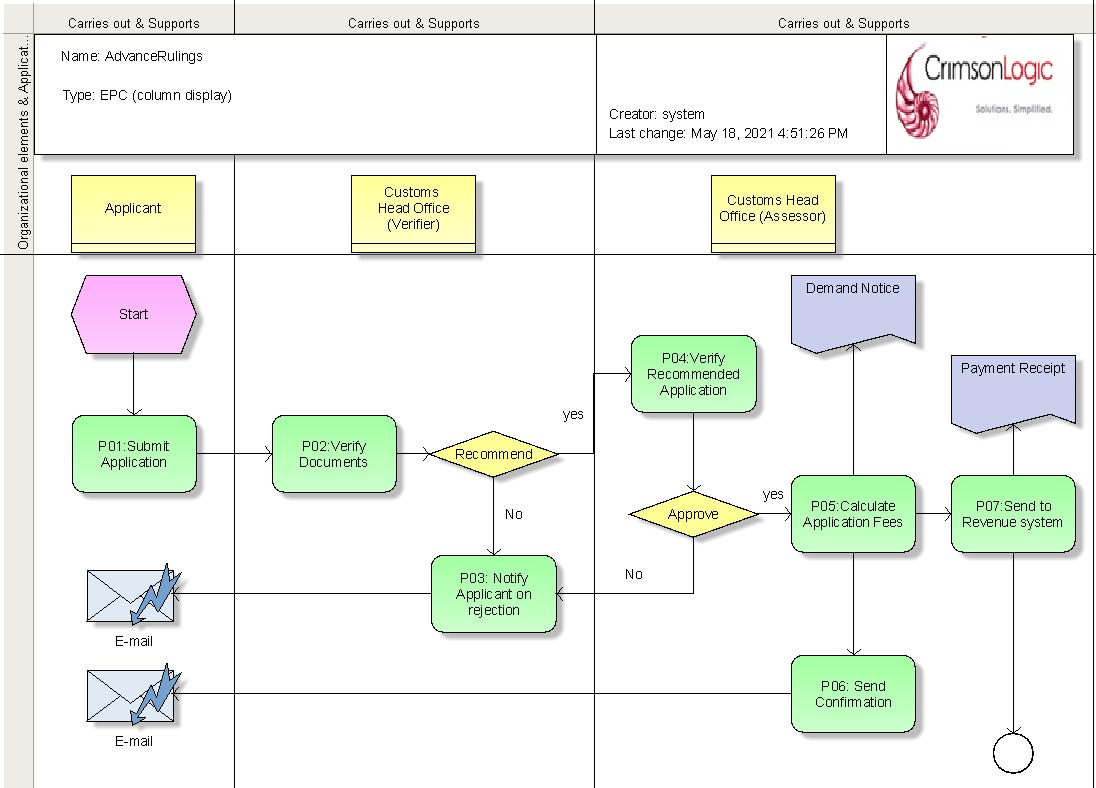 Carries out & Supports
Carries out & Supports
Carries out & Supports
Organizational elements & Applicat...
Name: AdvanceRulings
Type: EPC (column display)
Creator: system
Last change: May 18, 2021 4:51:26 PM
CrimsonLogic
Solutions. Simplified.
Applicant
Customs
Head Office
(Verifier)
Customs Head
Office (Assessor)
Start
Demand Notice
P04:Verify
Recommended
Application
Payment Receipt
yes
P01:Submit
Application
P02:Verify
Documents
Recommend
yes
No
Approve
P05:Calculate
Application Fees
P07:Send to
Revenue system
No
P03: Notify
Applicant on
rejection
E-mail
P06: Send
Confirmation
E-mail